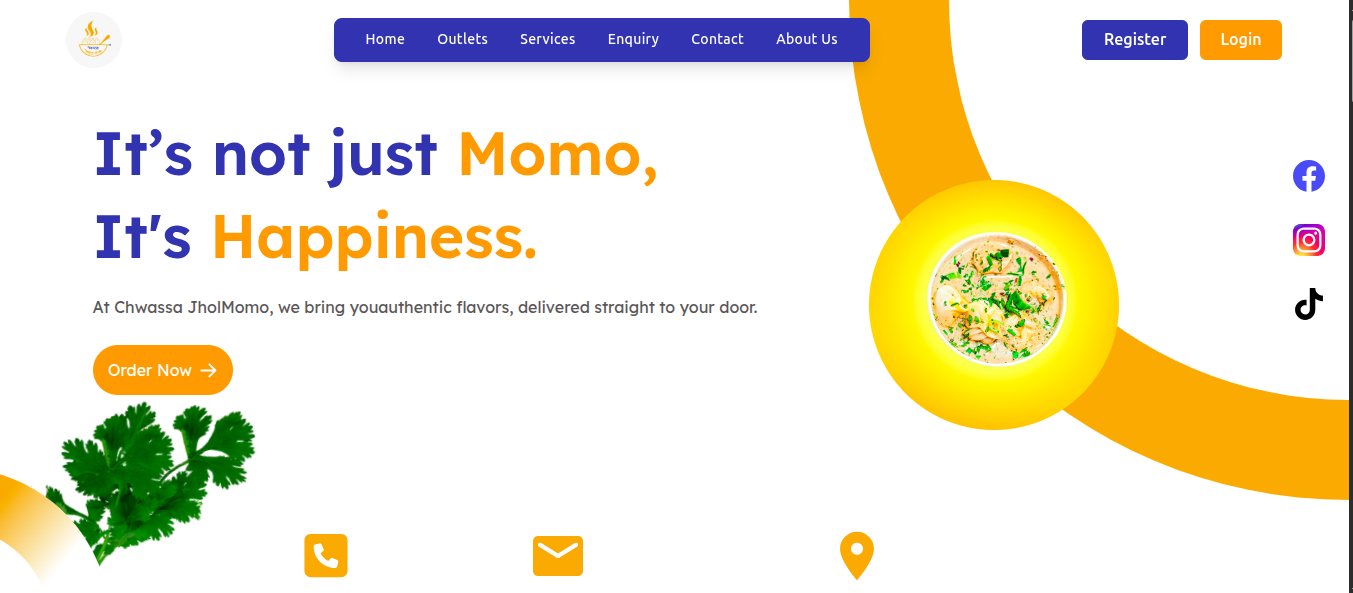 Home Outlets Services Enquiry Contact About Us Register Login
It’s not just Momo,
It's Happiness.
At Chwassa JholMomo, we bring youauthentic flavors, delivered straight to your door.
Order Now